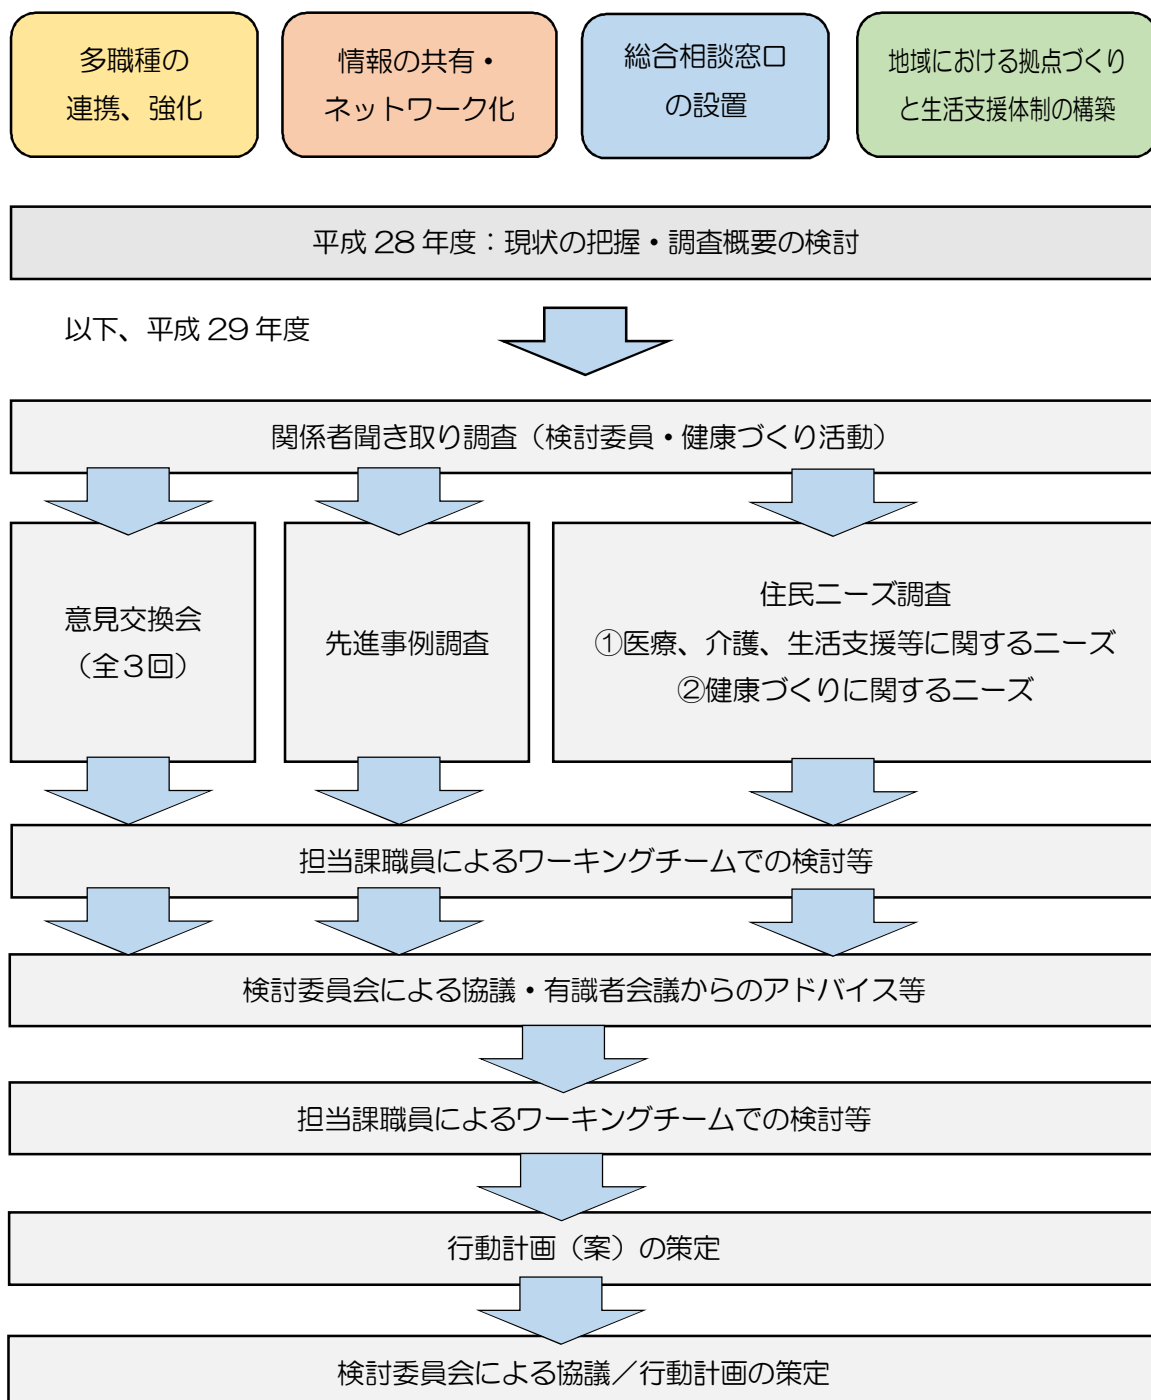 多職種の
連携、強化
情報の共有・
ネットワーク化
総合相談窓口
の設置
地域における拠点づくり
と生活支援体制の構築
平成 28 年度：現状の把握・調査概要の検討
以下、平成 29 年度
関係者聞き取り調査（検討委員・健康づくり活動）
意見交換会
（全３回）
先進事例調査
住民ニーズ調査
①医療、介護、生活支援等に関するニーズ
②健康づくりに関するニーズ
担当課職員によるワーキングチームでの検討等
検討委員会による協議・有識者会議からのアドバイス等
担当課職員によるワーキングチームでの検討等
行動計画（案）の策定
検討委員会による協議／行動計画の策定